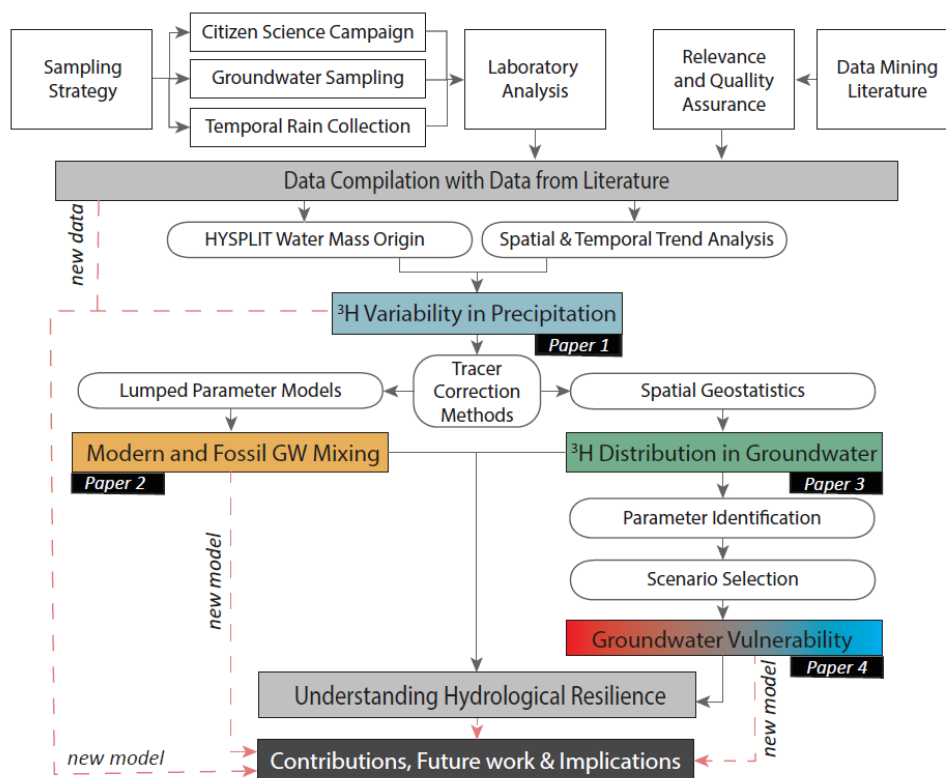 Sampling
Strategy
Citizen Science Campaign
Groundwater Sampling
Temporal Rain Collection
Laboratory
Analysis
Relevance
and Quallity
Assurance
Data Mining
Literature
Data Compilation with Data from Literature
new data
HYSPLIT Water Mass Origin
Spatial & Temporal Trend Analysis
³H Variability in Precipitation
Paper 1
Lumped Parameter Models
Tracer
Correction
Methods
Spatial Geostatistics
Modern and Fossil GW Mixing
Paper 2
³H Distribution in Groundwater
Paper 3
Parameter Identification
new model
Scenario Selection
Groundwater Vulnerability
Paper 4
Understanding Hydrological Resilience
new model
new model
Contributions, Future work & Implications